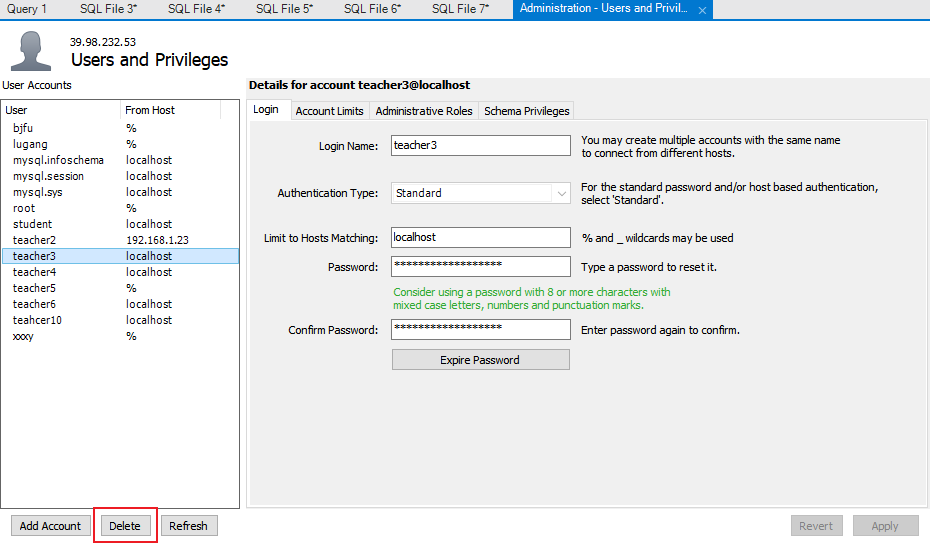 Query 1 SQL File 3* SQL File 4* SQL File 5* SQL File 6* SQL File 7* Administration - Users and Privil... ×
39.98.232.53
Users and Privileges
User Accounts
User From Host
bjfu %
lugang %
mysql.infoschema localhost
mysql.session localhost
mysql.sys localhost
root %
student localhost
teacher2 192.168.1.23
teacher3 localhost
teacher4 localhost
teacher5 %
teacher6 localhost
teahcer10 localhost
xxxy %
Add Account Delete Refresh
Details for account teacher3@localhost
Login Account Limits Administrative Roles Schema Privileges
Login Name: teacher3 You may create multiple accounts with the same name
to connect from different hosts.
Authentication Type: Standard For the standard password and/or host based authentication,
select 'Standard'.
Limit to Hosts Matching: localhost % and _ wildcards may be used
Password: ****************** Type a password to reset it.
Consider using a password with 8 or more characters with
mixed case letters, numbers and punctuation marks.
Confirm Password: ****************** Enter password again to confirm.
Expire Password
Revert Apply